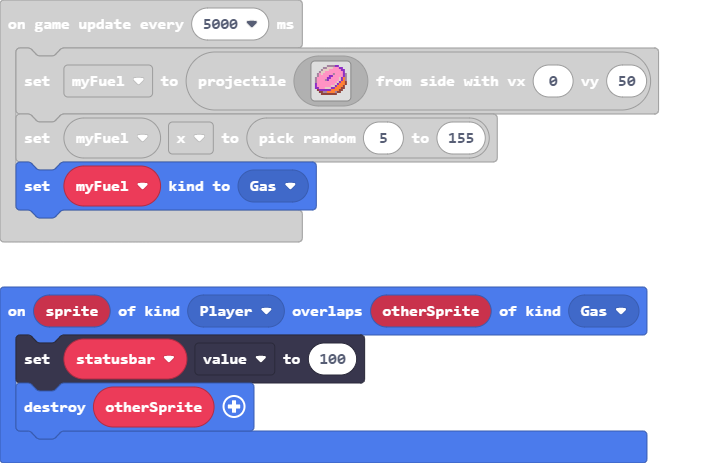 on game update every 5000 ms
set myFuel to projectile from side with vx 0 vy 50
set myFuel x to pick random 5 to 155
set myFuel kind to Gas
on sprite of kind Player overlaps otherSprite of kind Gas
set statusbar value to 100
destroy otherSprite